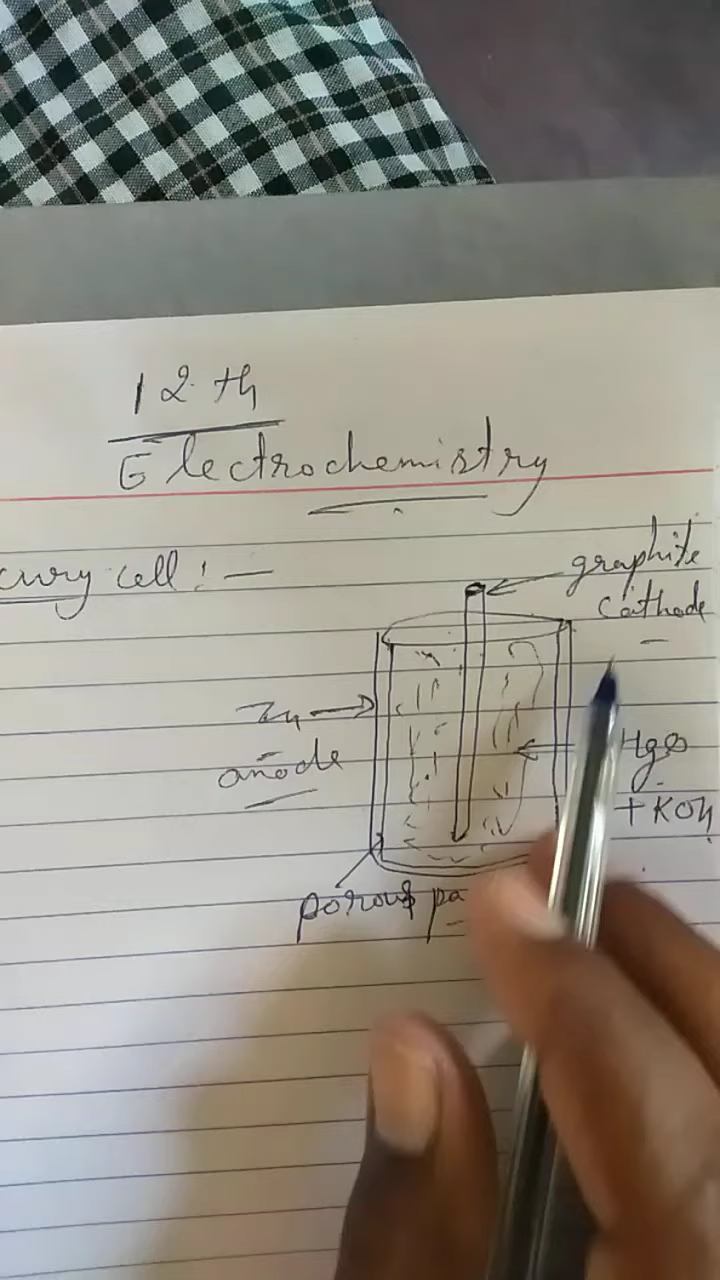 12th
Electrochemistry
cury cell : —
graphite
cathode
Zn
anode
HgO
+ KOH
porous pa